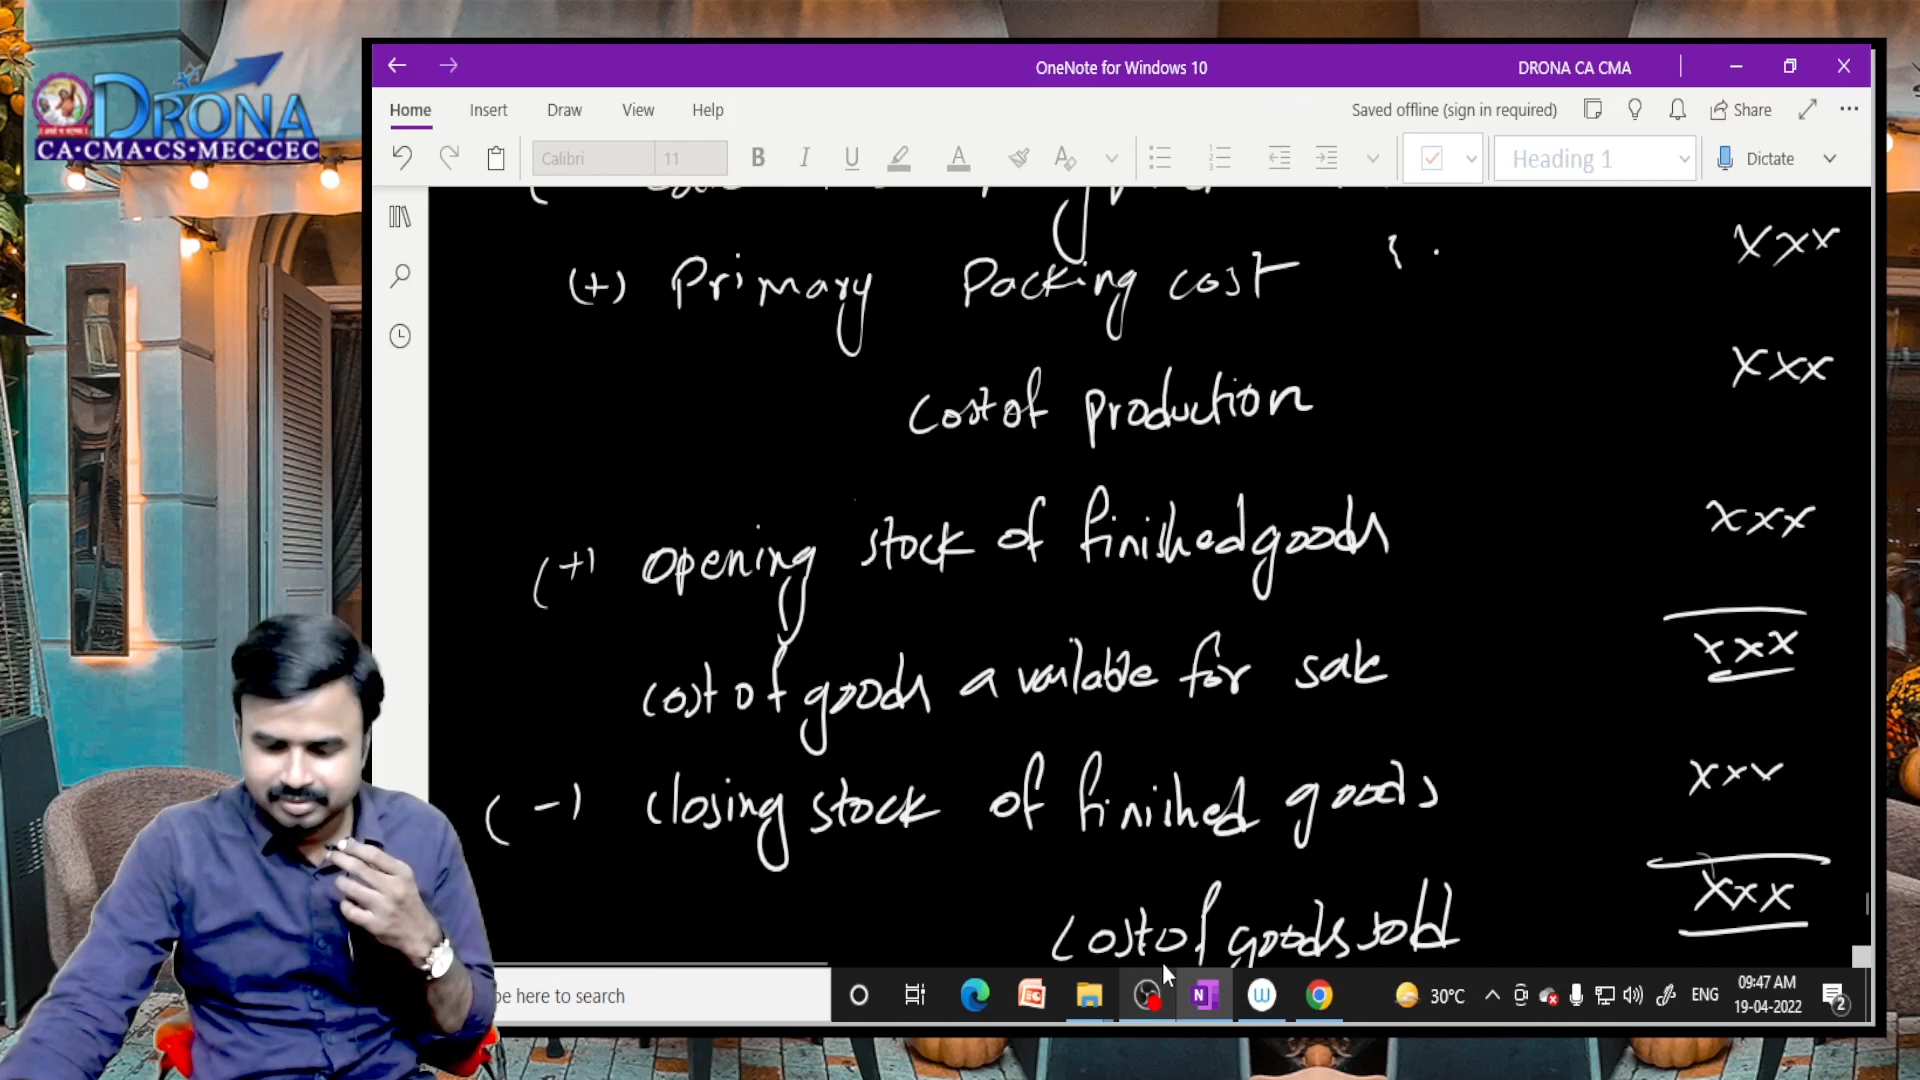 DRONA
CA•CMA•CS•MEC•CEC
OneNote for Windows 10
DRONA CA CMA
Home Insert Draw View Help
Saved offline (sign in required)
Share
Calibri 11
B I U A
Heading 1
Dictate
xxx
(+) Primary Packing cost
xxx
cost of production
(+) opening stock of finished goods xxx
cost of goods available for sale xxx
(-) closing stock of finished goods xxx
cost of goods sold xxx
be here to search
30°C
ENG
09:47 AM
19-04-2022
2